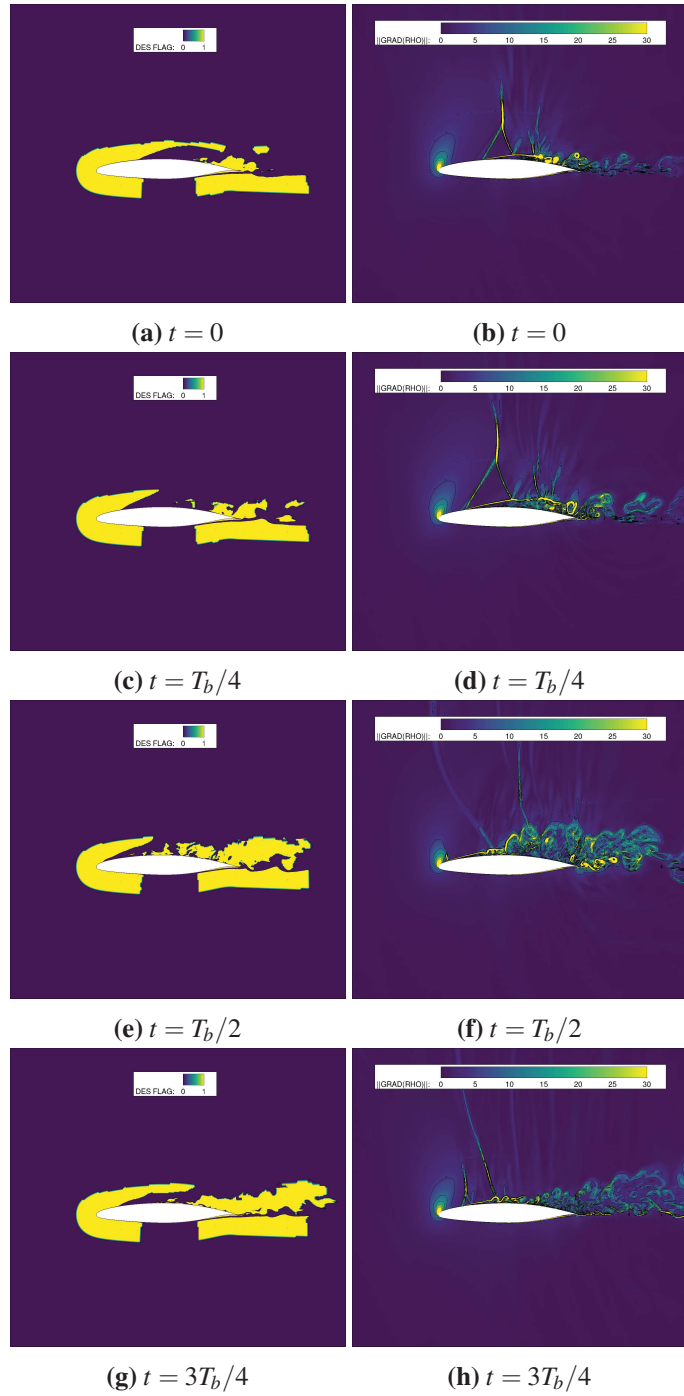 DES FLAG: 0 1
||GRAD(RHO)||: 0 5 10 15 20 25 30
(a) t = 0
(b) t = 0
DES FLAG: 0 1
||GRAD(RHO)||: 0 5 10 15 20 25 30
(c) t = T_b/4
(d) t = T_b/4
DES FLAG: 0 1
||GRAD(RHO)||: 0 5 10 15 20 25 30
(e) t = T_b/2
(f) t = T_b/2
DES FLAG: 0 1
||GRAD(RHO)||: 0 5 10 15 20 25 30
(g) t = 3T_b/4
(h) t = 3T_b/4